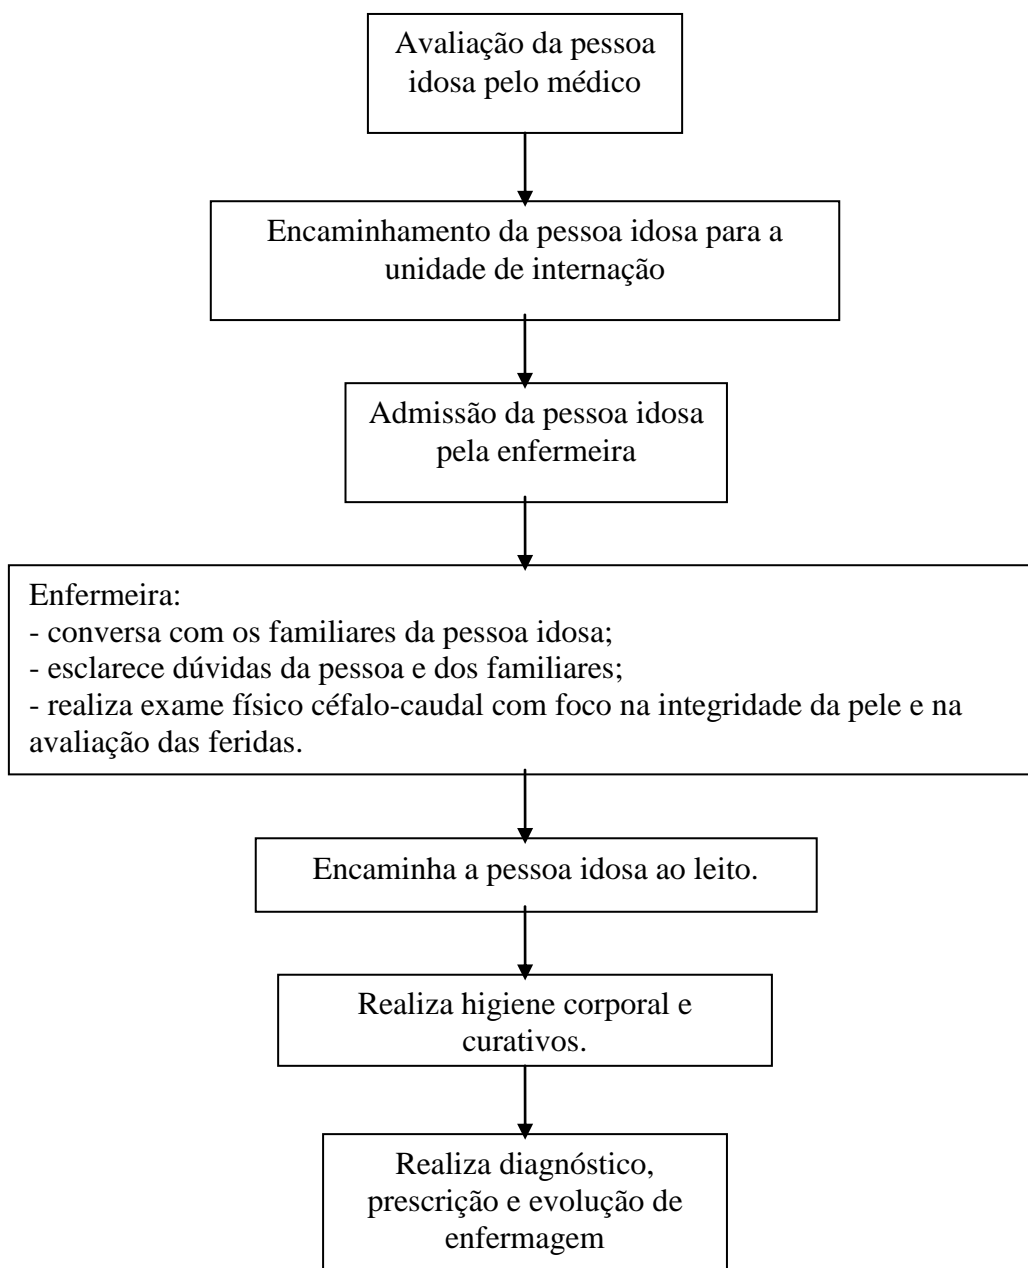 Avaliação da pessoa
idosa pelo médico
Encaminhamento da pessoa idosa para a
unidade de internação
Admissão da pessoa idosa
pela enfermeira
Enfermeira:
- conversa com os familiares da pessoa idosa;
- esclarece dúvidas da pessoa e dos familiares;
- realiza exame físico céfalo-caudal com foco na integridade da pele e na
avaliação das feridas.
Encaminha a pessoa idosa ao leito.
Realiza higiene corporal e
curativos.
Realiza diagnóstico,
prescrição e evolução de
enfermagem